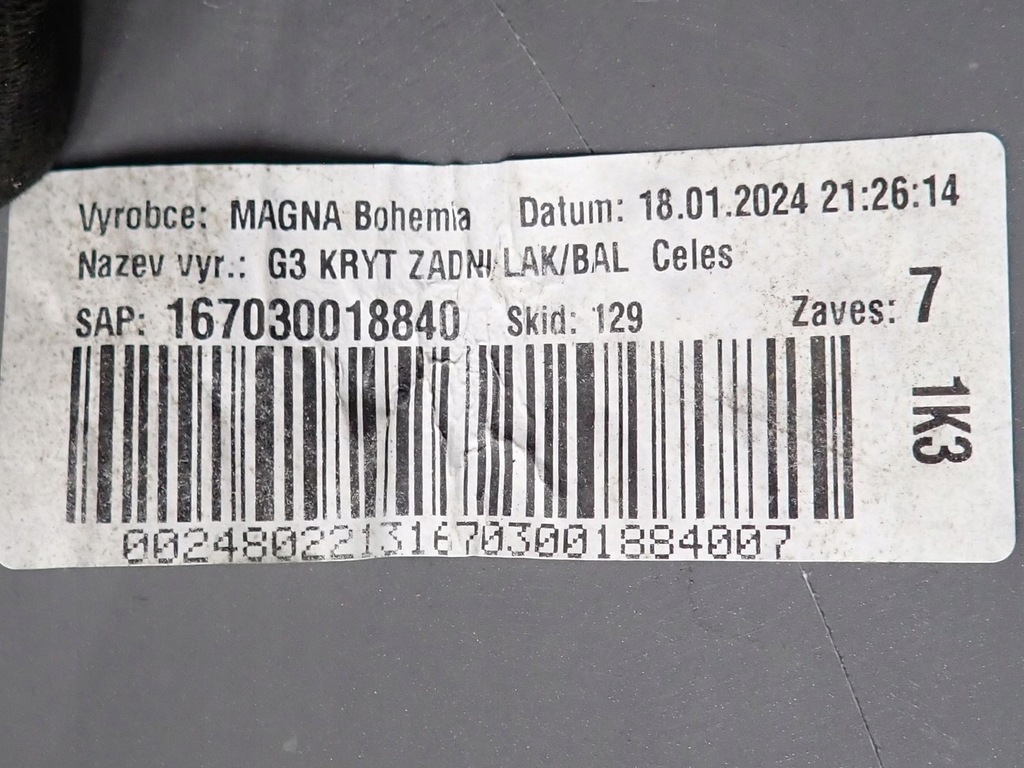 Vyrobce: MAGNA Bohemia Datum: 18.01.2024 21:26:14
Nazev vyr.: G3 KRYT ZADNI LAK/BAL Celes
SAP: 167030018840 Skid: 129 Zaves: 7
1K3
002480221316703001884007